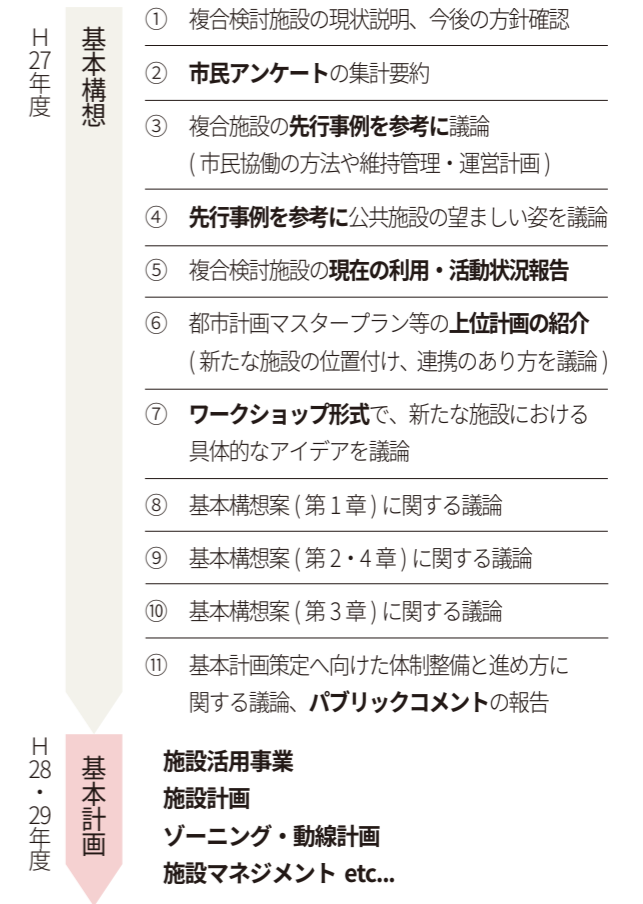 H27年度
基本構想
① 複合検討施設の現状説明、今後の方針確認
② 市民アンケートの集計要約
③ 複合施設の先行事例を参考に議論
(市民協働の方法や維持管理・運営計画)
④ 先行事例を参考に公共施設の望ましい姿を議論
⑤ 複合検討施設の現在の利用・活動状況報告
⑥ 都市計画マスタープラン等の上位計画の紹介
(新たな施設の位置付け、連携のあり方を議論)
⑦ ワークショップ形式で、新たな施設における
具体的なアイデアを議論
⑧ 基本構想案(第1章)に関する議論
⑨ 基本構想案(第2・4章)に関する議論
⑩ 基本構想案(第3章)に関する議論
⑪ 基本計画策定へ向けた体制整備と進め方に
関する議論、パブリックコメントの報告
H28・29年度
基本計画
施設活用事業
施設計画
ゾーニング・動線計画
施設マネジメント etc...